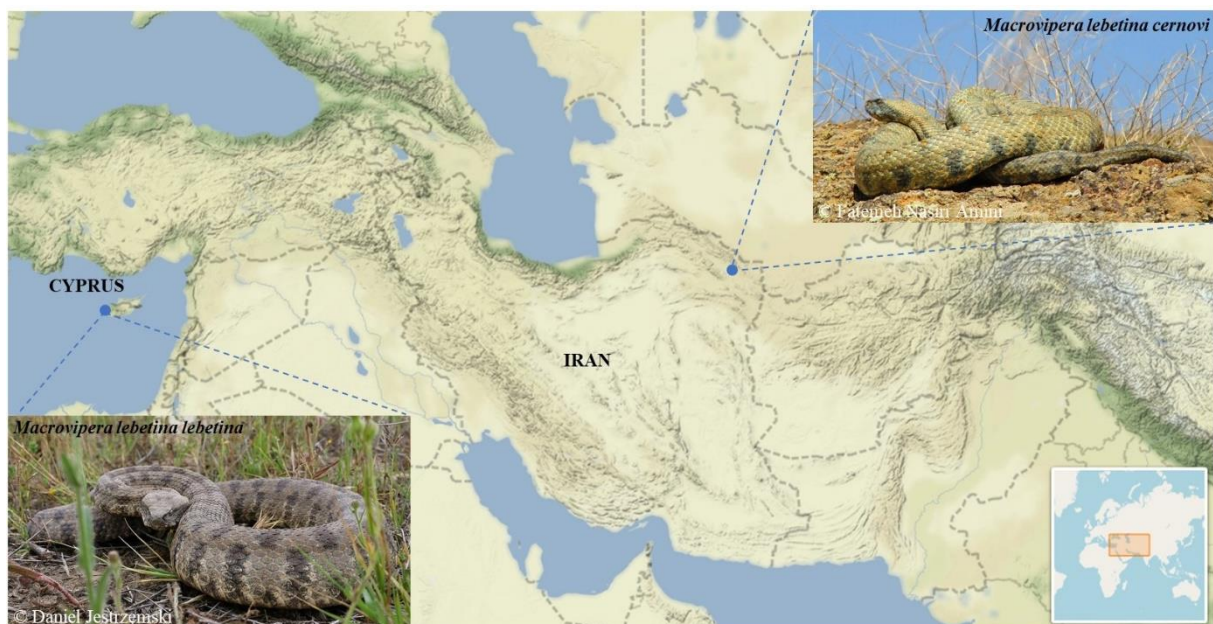 Macrovipera lebetina cernovi
© Fatemeh Nasiri Amini
CYPRUS
IRAN
Macrovipera lebetina lebetina
© Daniel Jestrzemski